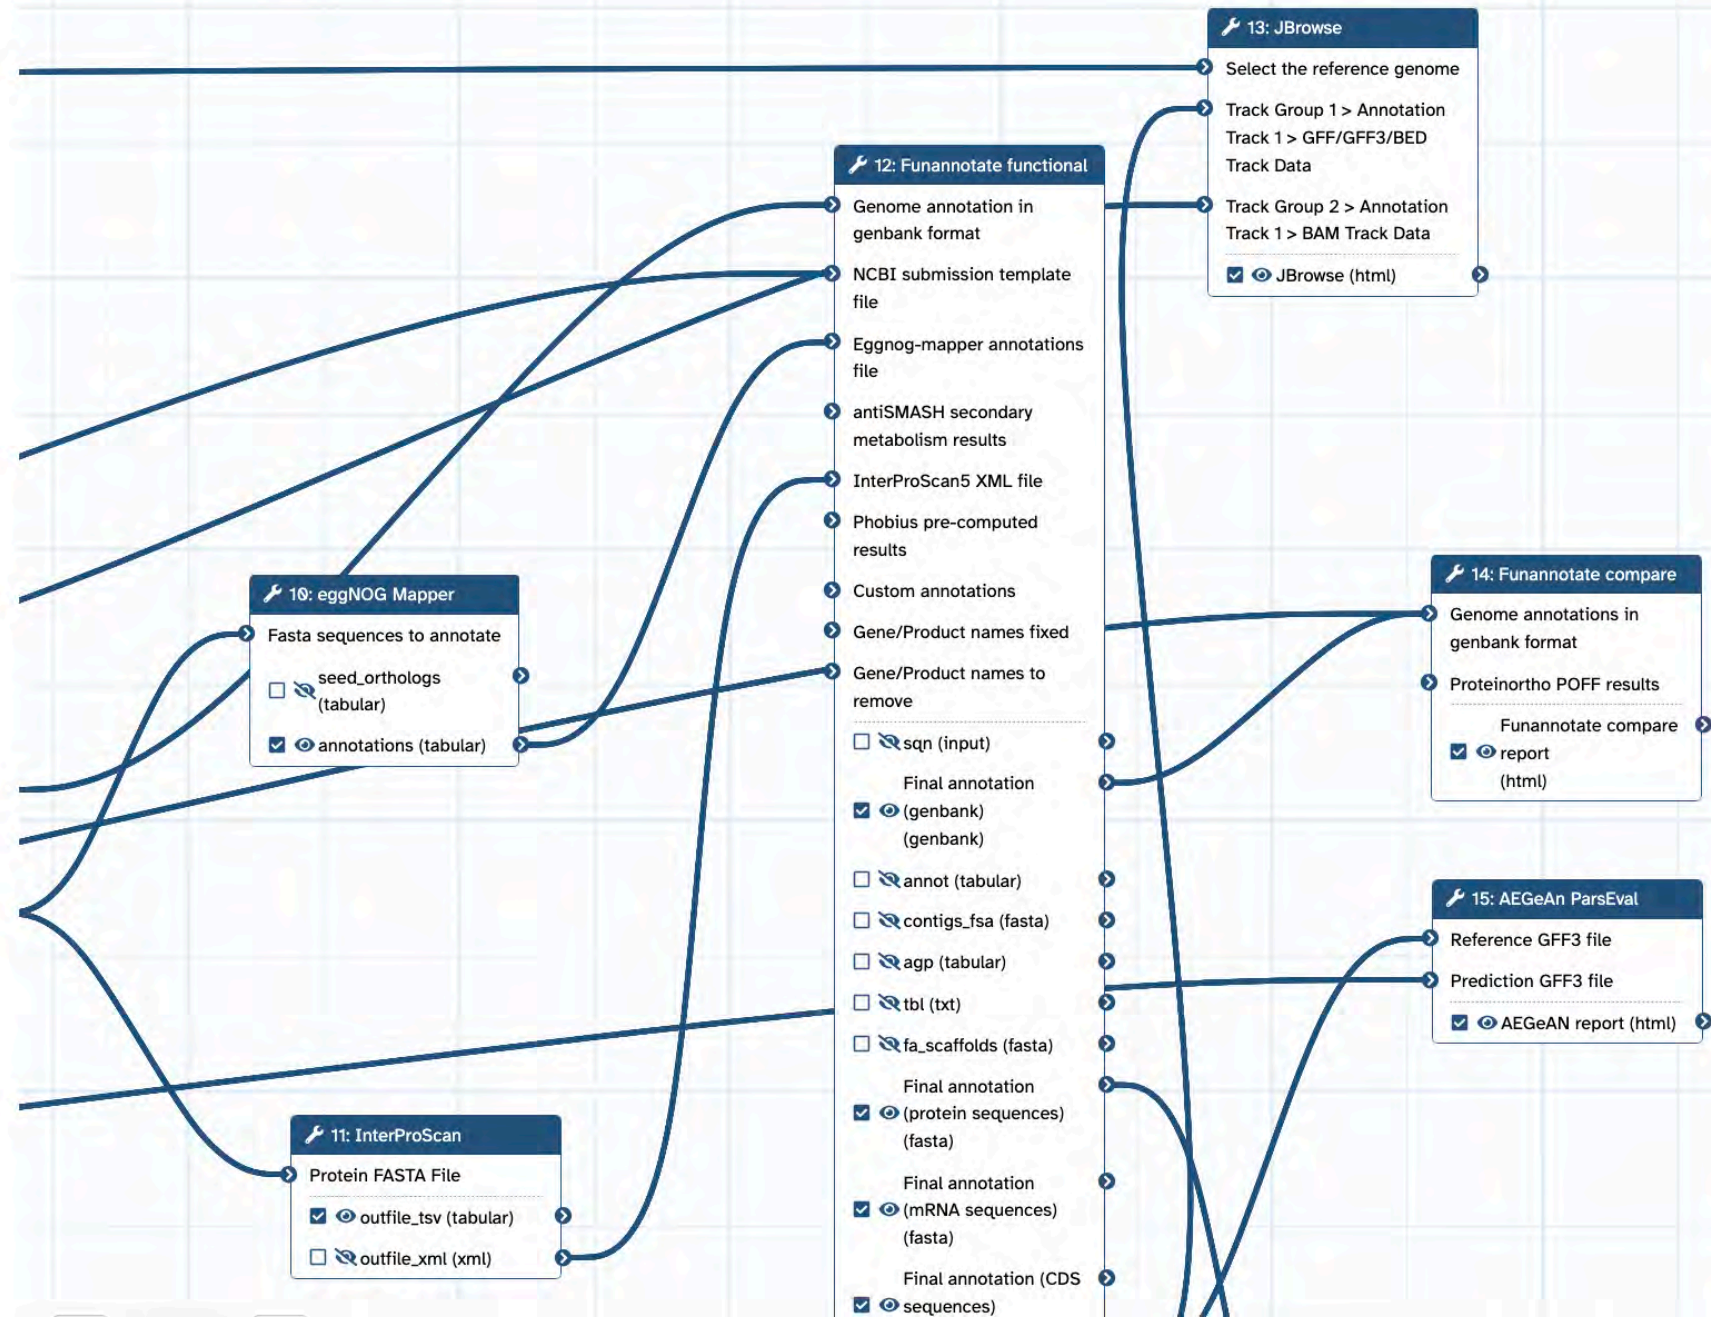 13: JBrowse
Select the reference genome
Track Group 1 > Annotation
Track 1 > GFF/GFF3/BED
Track Data
Track Group 2 > Annotation
Track 1 > BAM Track Data
JBrowse (html)
12: Funannotate functional
Genome annotation in
genbank format
NCBI submission template
file
Eggnog-mapper annotations
file
antiSMASH secondary
metabolism results
InterProScan5 XML file
Phobius pre-computed
results
Custom annotations
Gene/Product names fixed
Gene/Product names to
remove
sqn (input)
Final annotation
(genbank)
(genbank)
annot (tabular)
contigs_fsa (fasta)
agp (tabular)
tbl (txt)
fa_scaffolds (fasta)
Final annotation
(protein sequences)
(fasta)
Final annotation
(mRNA sequences)
(fasta)
Final annotation (CDS
sequences)
10: eggNOG Mapper
Fasta sequences to annotate
seed_orthologs
(tabular)
annotations (tabular)
11: InterProScan
Protein FASTA File
outfile_tsv (tabular)
outfile_xml (xml)
14: Funannotate compare
Genome annotations in
genbank format
Proteinortho POFF results
Funannotate compare
report
(html)
15: AEGeAn ParsEval
Reference GFF3 file
Prediction GFF3 file
AEGeAN report (html)